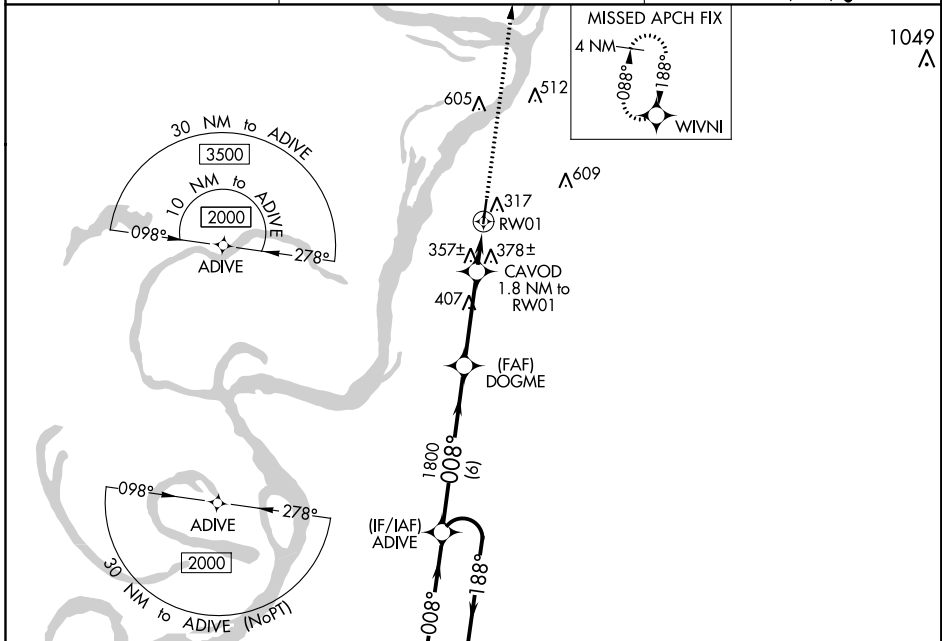 MISSED APCH FIX
4 NM
088°
188°
WIVNI
1049
605
512
609
317
RW01
357±
378±
CAVOD
1.8 NM to
RW01
407
(FAF)
DOGME
1800
008°
(6)
(IF/IAF)
ADIVE
188°
008°
30 NM to ADIVE
3500
10 NM to ADIVE
2000
098°
278°
ADIVE
098°
278°
ADIVE
2000
30 NM to ADIVE (NoPT)